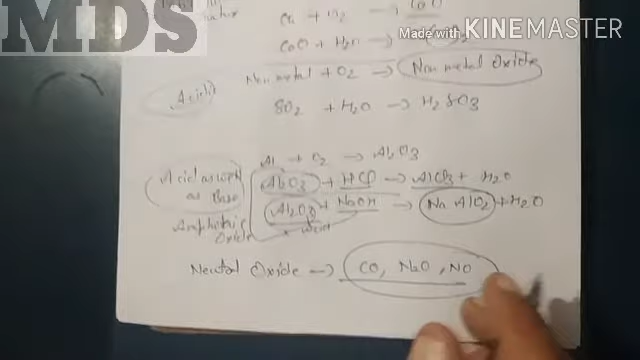 MDS
Ca + O2 → CaO
Made with KINEMASTER
CaO + H2O →
Non metal + O2 → Non metal Oxide
Acidic
SO2 + H2O → H2SO3
Al + O2 → Al2O3
Acid as well as Base
Al2O3 + HCl → AlCl3 + H2O
Al2O3 + NaOH → NaAlO2 + H2O
Amphoteric Oxide
Neutral Oxide → CO, N2O, NO